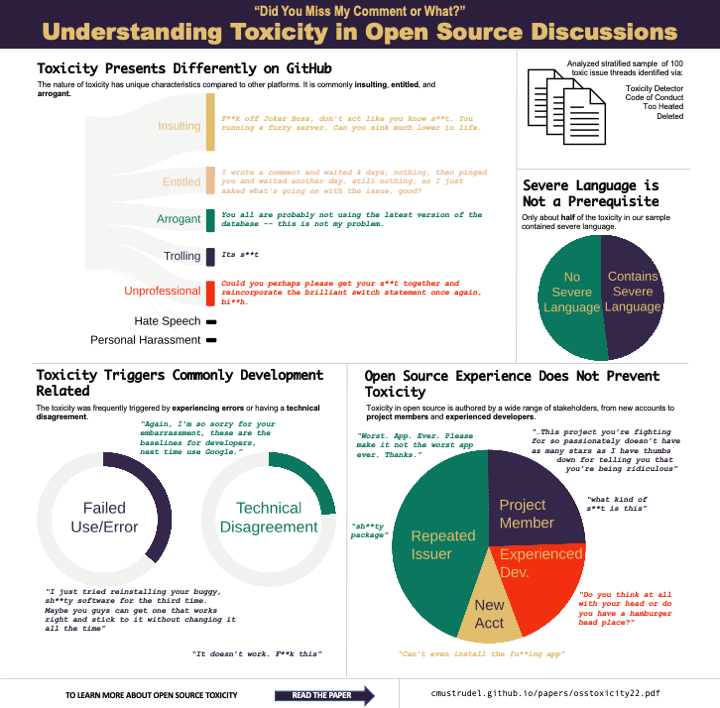 “Did You Miss My Comment or What?”
Understanding Toxicity in Open Source Discussions
Toxicity Presents Differently on GitHub
The nature of toxicity has unique characteristics compared to other platforms. It is commonly insulting, entitled, and
arrogant.
Insulting
F**k off Joker Boss, don't act like you know s**t. You
running a furry server. Can you sink much lower in life.
Entitled
I wrote a comment and waited 4 days, nothing, then pinged
you and waited another day, still nothing, so I just
asked what's going on with the issue, good?
Arrogant
You all are probably not using the latest version of the
database -- this is not my problem.
Trolling
Its s**t
Unprofessional
Could you perhaps please get your s**t together and
reincorporate the brilliant switch statement once again,
bi**h.
Hate Speech
Personal Harassment
Analyzed stratified sample of 100
toxic issue threads identified via:
Toxicity Detector
Code of Conduct
Too Heated
Deleted
Severe Language is
Not a Prerequisite
Only about half of the toxicity in our sample
contained severe language.
No
Severe
Language
Contains
Severe
Language
Toxicity Triggers Commonly Development
Related
The toxicity was frequently triggered by experiencing errors or having a technical
disagreement.
"Again, I'm so sorry for your
embarrassment, these are the
baselines for developers,
next time use Google."
Failed
Use/Error
Technical
Disagreement
"I just tried reinstalling your buggy,
sh**ty software for the third time.
Maybe you guys can get one that works
right and stick to it without changing it
all the time”
"It doesn’t work. F**k this"
Open Source Experience Does Not Prevent
Toxicity
Toxicity in open source is authored by a wide range of stakeholders, from new accounts to
project members and experienced developers.
"Worst. App. Ever. Please
make it not the worst app
ever. Thanks.”
"…This project you’re fighting
for so passionately doesn’t have
as many stars as I have thumbs
down for telling you that
you’re being ridiculous”
"what kind of
s**t is this”
"sh**ty
package"
Project
Member
Repeated
Issuer
Experienced
Dev.
New
Acct
"Do you think at all
with your head or do
you have a hamburger
head place?"
"Can't even install the fu**ing app"
TO LEARN MORE ABOUT OPEN SOURCE TOXICITY
READ THE PAPER
cmustrudel.github.io/papers/osstoxicity22.pdf